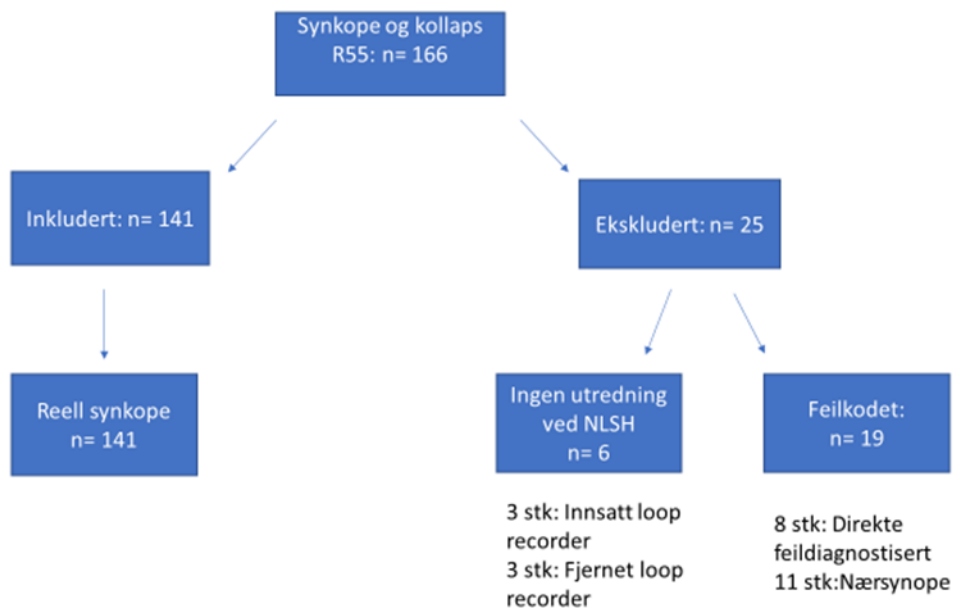 Synkope og kollaps
R55: n= 166
Inkludert: n= 141
Ekskludert: n= 25
Reell synkope
n= 141
Ingen utredning
ved NLSH
n= 6
Feilkodet:
n= 19
3 stk: Innsatt loop
recorder
3 stk: Fjernet loop
recorder
8 stk: Direkte
feildiagnostisert
11 stk:Nærsynope